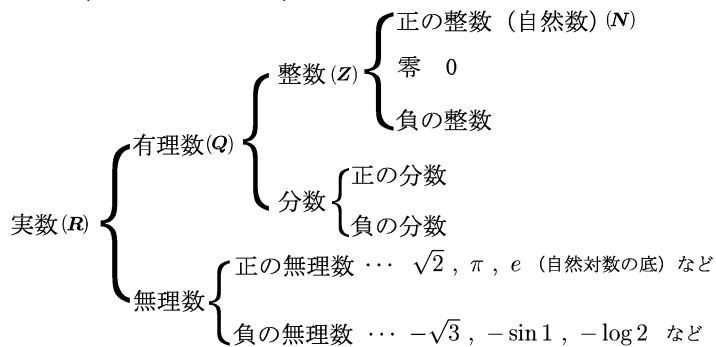 正の整数（自然数）(N)
整数(Z)
零　0
負の整数
有理数(Q)
正の分数
分数
負の分数
実数(R)
正の無理数 ⋯ √2 , π , e （自然対数の底）など
無理数
負の無理数 ⋯ −√3 , − sin 1 , − log 2 など